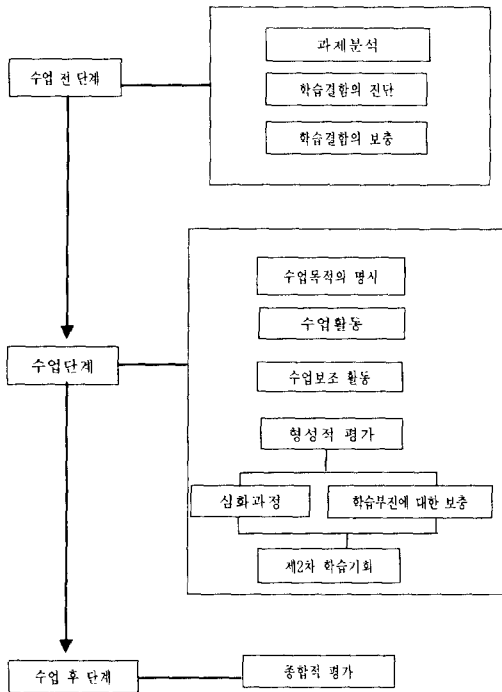 과제분석
수업 전 단계
학습결함의 진단
학습결함의 보충
수업목적의 명시
수업활동
수업단계
수업보조 활동
형성적 평가
심화과정
학습부진에 대한 보충
제2차 학습기회
수업 후 단계
종합적 평가